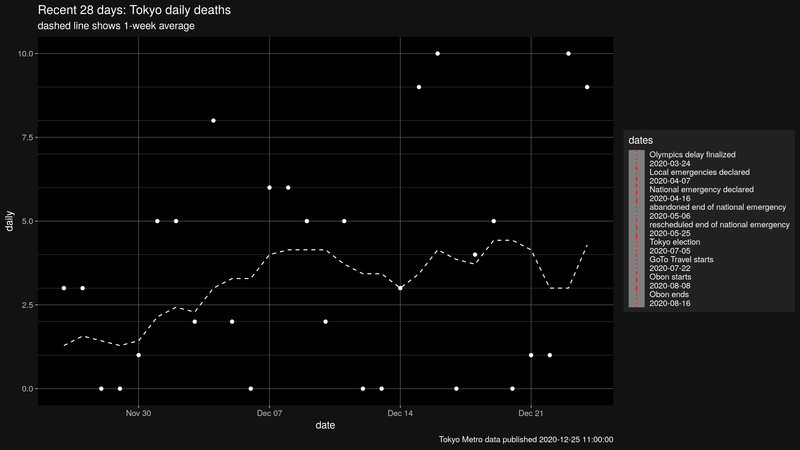 Recent 28 days: Tokyo daily deaths
dashed line shows 1-week average
10.0
7.5
5.0
2.5
0.0
daily
Nov 30
Dec 07
Dec 14
Dec 21
date
Tokyo Metro data published 2020-12-25 11:00:00
dates
Olympics delay finalized
2020-03-24
Local emergencies declared
2020-04-07
National emergency declared
2020-04-16
abandoned end of national emergency
2020-05-06
rescheduled end of national emergency
2020-05-25
Tokyo election
2020-07-05
GoTo Travel starts
2020-07-22
Obon starts
2020-08-08
Obon ends
2020-08-16